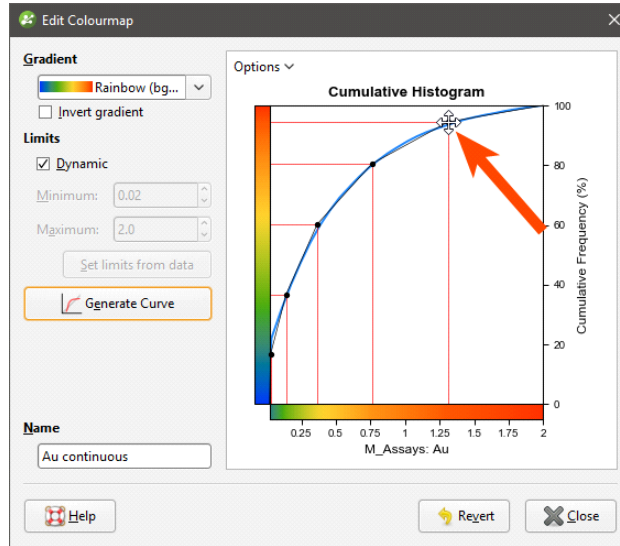 Edit Colourmap
Gradient
Rainbow (bg...
Invert gradient
Limits
Dynamic
Minimum: 0.02
Maximum: 2.0
Set limits from data
Generate Curve
Name
Au continuous
Options
Cumulative Histogram
100
80
60
40
20
0
Cumulative Frequency (%)
0.25 0.5 0.75 1 1.25 1.5 1.75 2
M_Assays: Au
Help
Revert
Close